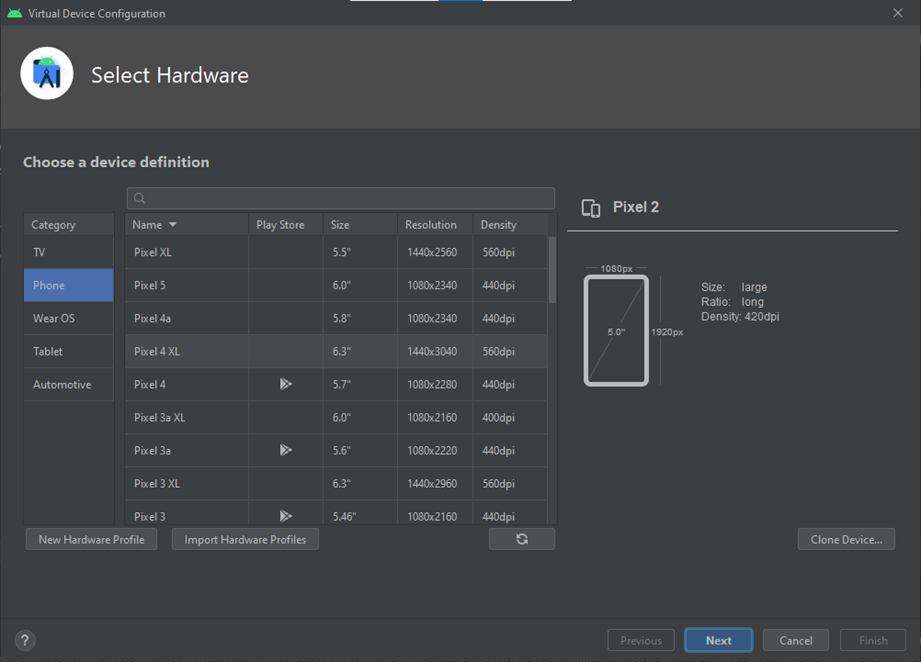 Virtual Device Configuration
Select Hardware
Choose a device definition
Category
TV
Phone
Wear OS
Tablet
Automotive
Name Play Store Size Resolution Density
Pixel XL 5.5" 1440x2560 560dpi
Pixel 5 6.0" 1080x2340 440dpi
Pixel 4a 5.8" 1080x2340 440dpi
Pixel 4 XL 6.3" 1440x3040 560dpi
Pixel 4 5.7" 1080x2280 440dpi
Pixel 3a XL 6.0" 1080x2160 400dpi
Pixel 3a 5.6" 1080x2220 440dpi
Pixel 3 XL 6.3" 1440x2960 560dpi
Pixel 3 5.46" 1080x2160 440dpi
New Hardware Profile Import Hardware Profiles
Pixel 2
1080px
5.0" 1920px
Size: large
Ratio: long
Density: 420dpi
Clone Device...
? Previous Next Cancel Finish